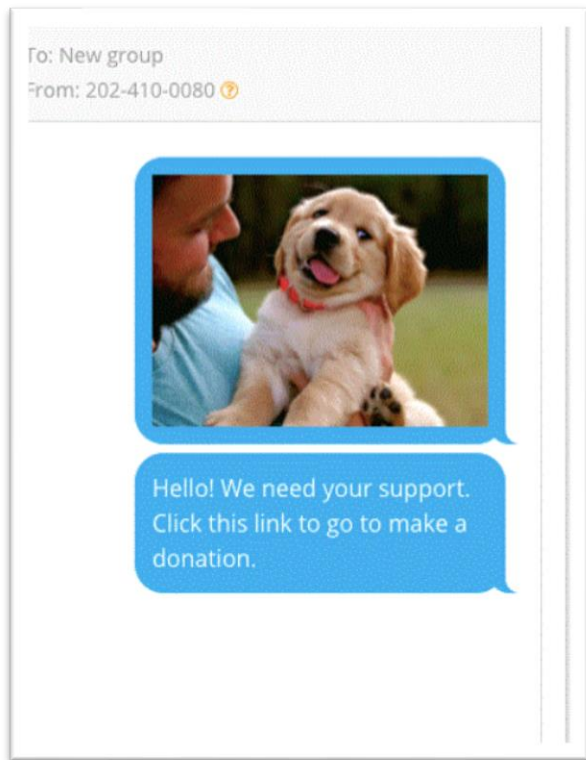 To: New group
From: 202-410-0080 ?
Hello! We need your support.
Click this link to go to make a
donation.